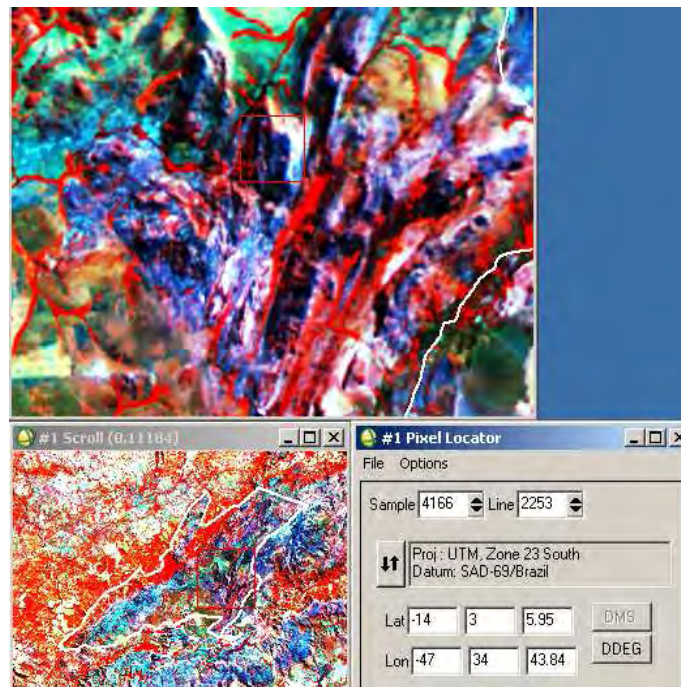 #1 Scroll (0.11184)
#1 Pixel Locator
File Options
Sample 4166 Line 2253
Proj : UTM, Zone 23 South
Datum: SAD-69/Brazil
Lat -14 3 5.95 DMS
Lon -47 34 43.84 DDEG